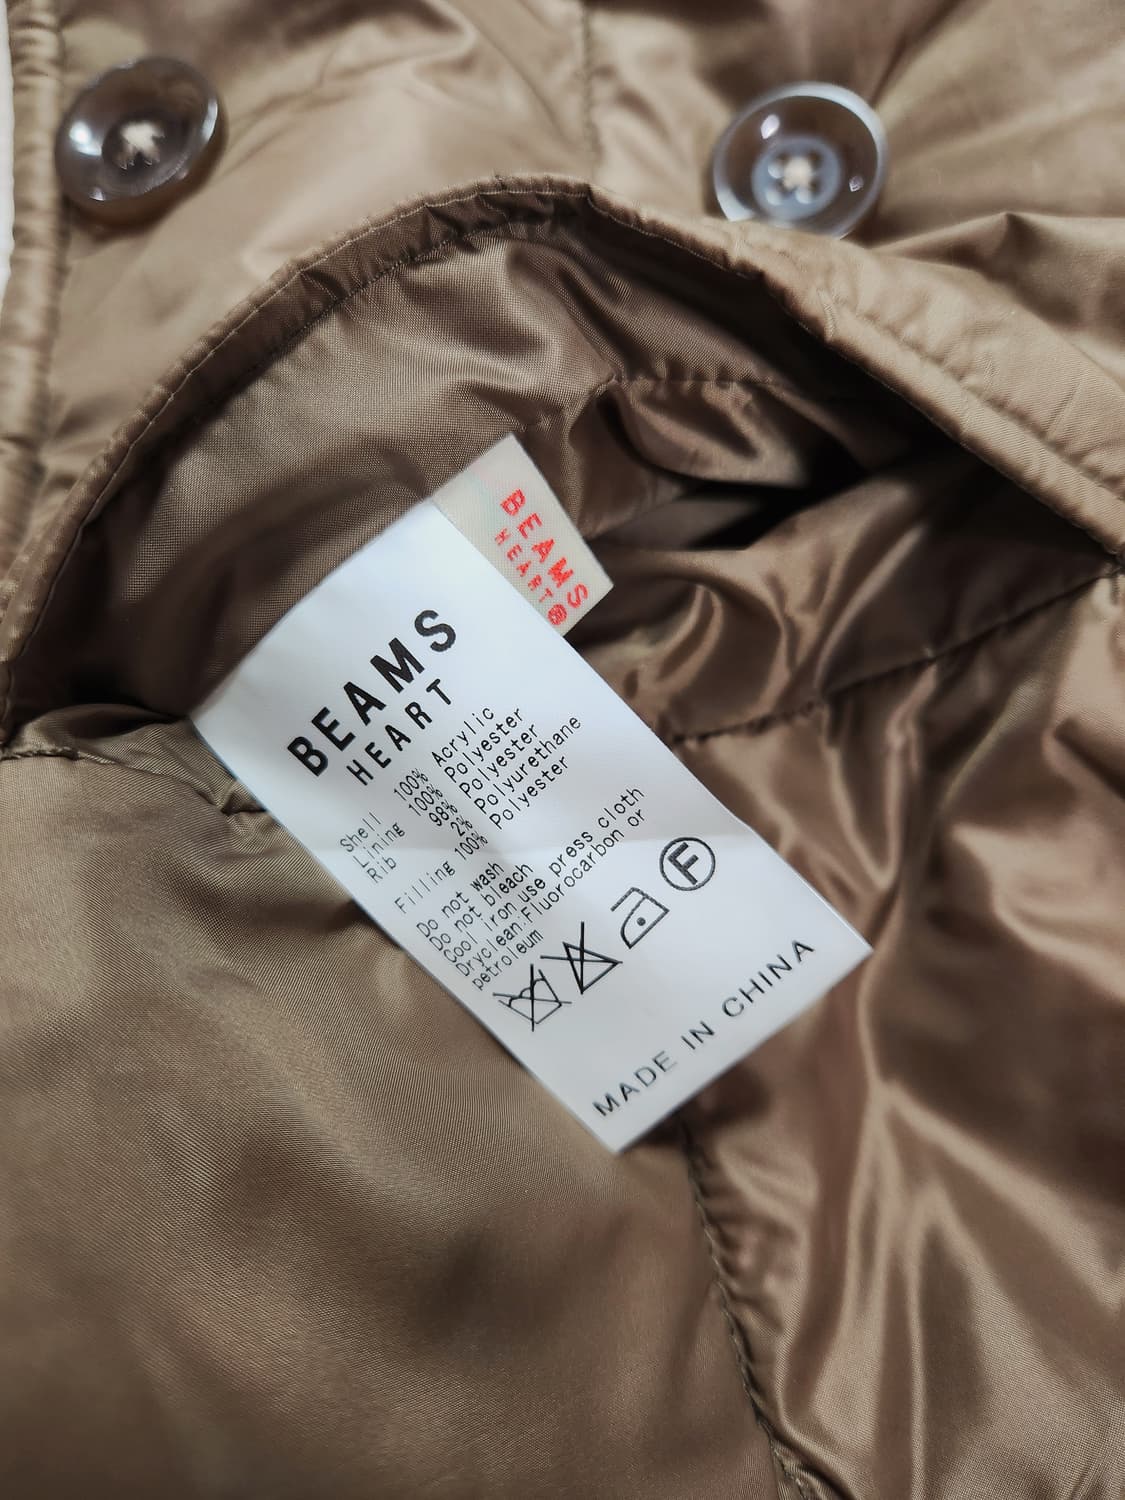 BEAMS
HEART®
BEAMS
HEART
Shell 100% Acrylic
Lining 100% Polyester
Rib 98% Polyester
2% Polyurethane
Filling 100% Polyester
Do not wash
Do not bleach
Cool iron use press cloth
Dryclean:Fluorocarbon or
petroleum
F
MADE IN CHINA